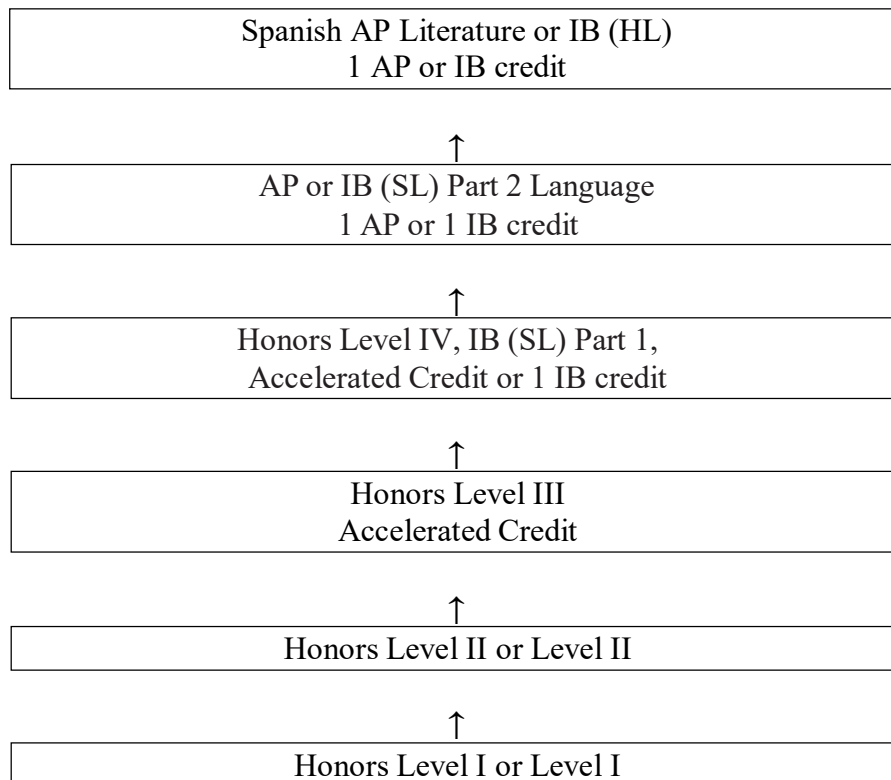 Spanish AP Literature or IB (HL)
1 AP or IB credit
↑
AP or IB (SL) Part 2 Language
1 AP or 1 IB credit
↑
Honors Level IV, IB (SL) Part 1,
Accelerated Credit or 1 IB credit
↑
Honors Level III
Accelerated Credit
↑
Honors Level II or Level II
↑
Honors Level I or Level I